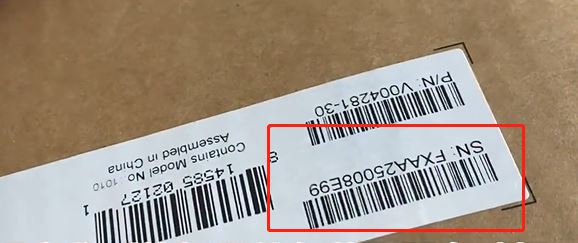 SN: FXAA25008E99
P/N: V004281-30
14585 02127
Contains Model No.: 1010
Assembled in China